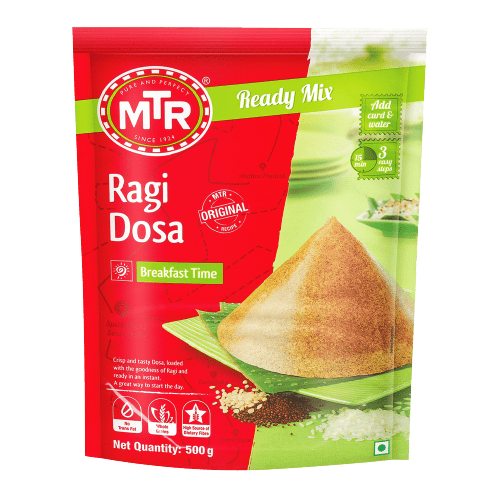 PURE AND PERFECT
MTR
SINCE 1924
®
Ready Mix
Add
curd &
water
15
min
3
easy
steps
Ragi
Dosa
MTR
ORIGINAL
RECIPE
Breakfast Time
Crisp and tasty Dosa, loaded
with the goodness of Ragi and
ready in an instant.
A great way to start the day.
No
Trans Fat
Whole
Grains
High Source of
Dietary Fibre
Net Quantity: 500 g